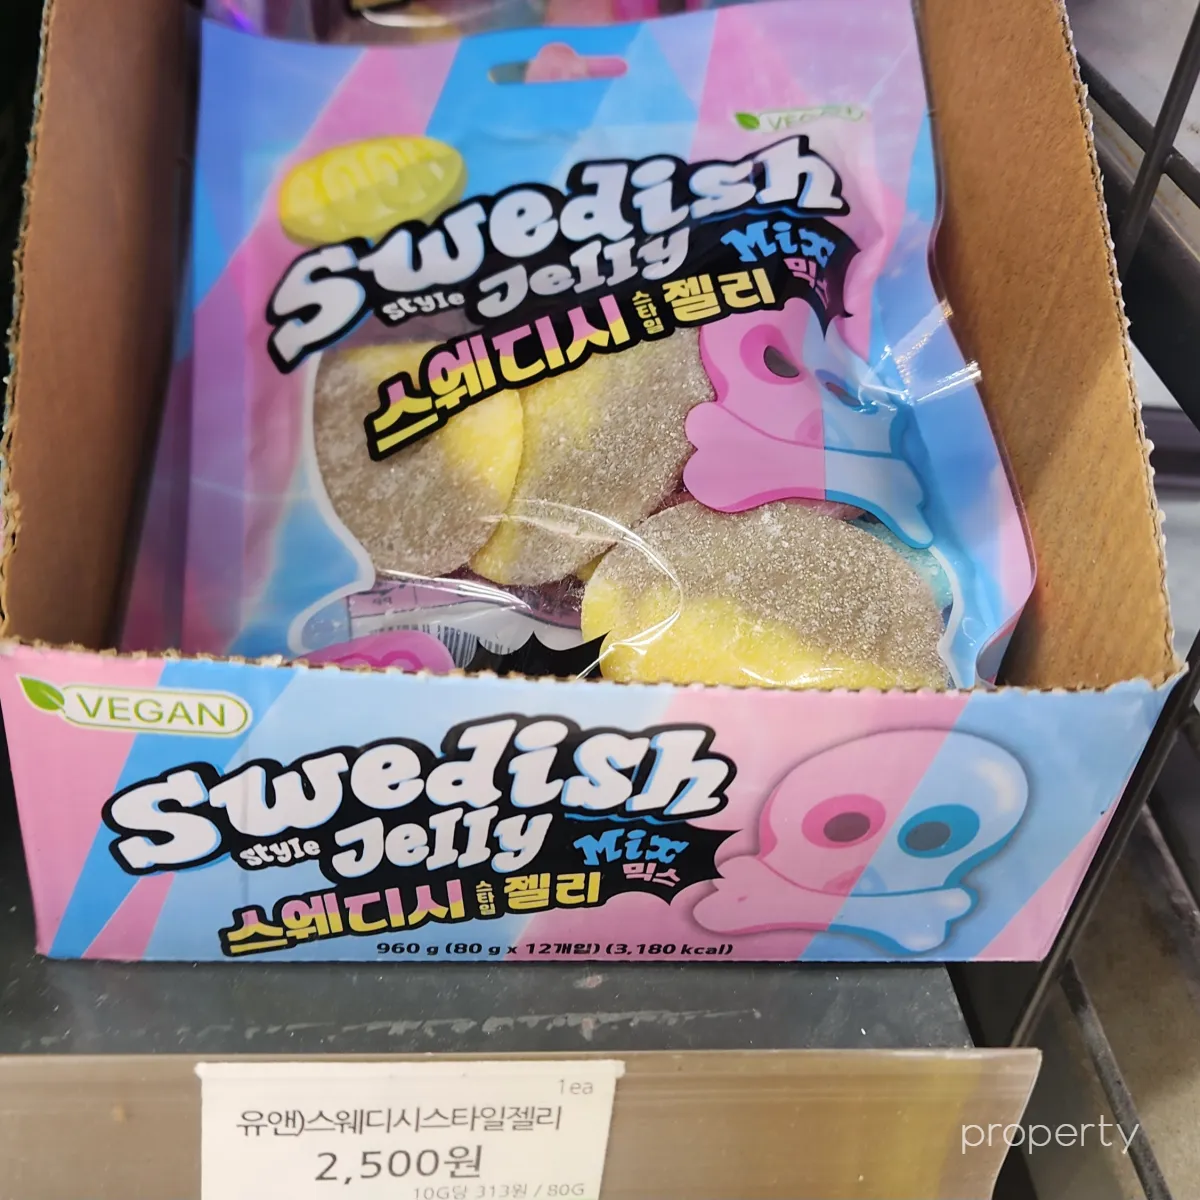 VEGAN
Swedish
style Jelly Mix
스웨디시 스타일 젤리 믹스
VEGAN
Swedish
style Jelly Mix
스웨디시 스타일 젤리 믹스
960 g (80 g x 12개입) (3,180 kcal)
1ea
유앤)스웨디시스타일젤리
2,500원
10G당 313원 / 80G
property